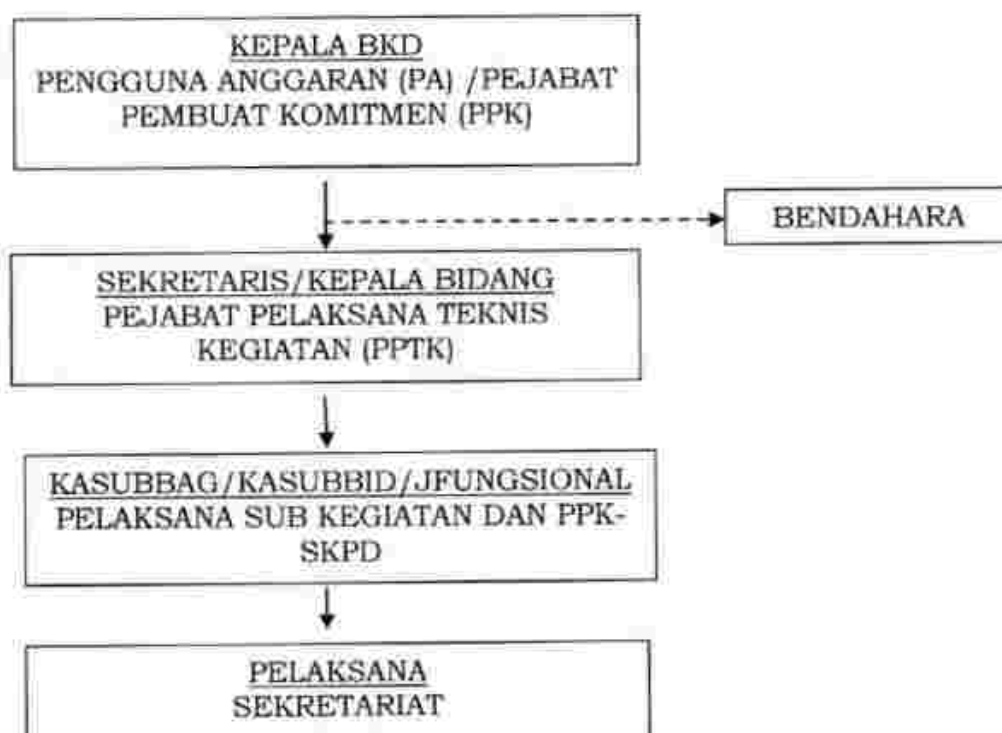 KEPALA BKD
PENGGUNA ANGGARAN (PA) /PEJABAT
PEMBUAT KOMITMEN (PPK)
BENDAHARA
SEKRETARIS/KEPALA BIDANG
PEJABAT PELAKSANA TEKNIS
KEGIATAN (PPTK)
KASUBBAG/KASUBBID/JFUNGSIONAL
PELAKSANA SUB KEGIATAN DAN PPK-
SKPD
PELAKSANA
SEKRETARIAT